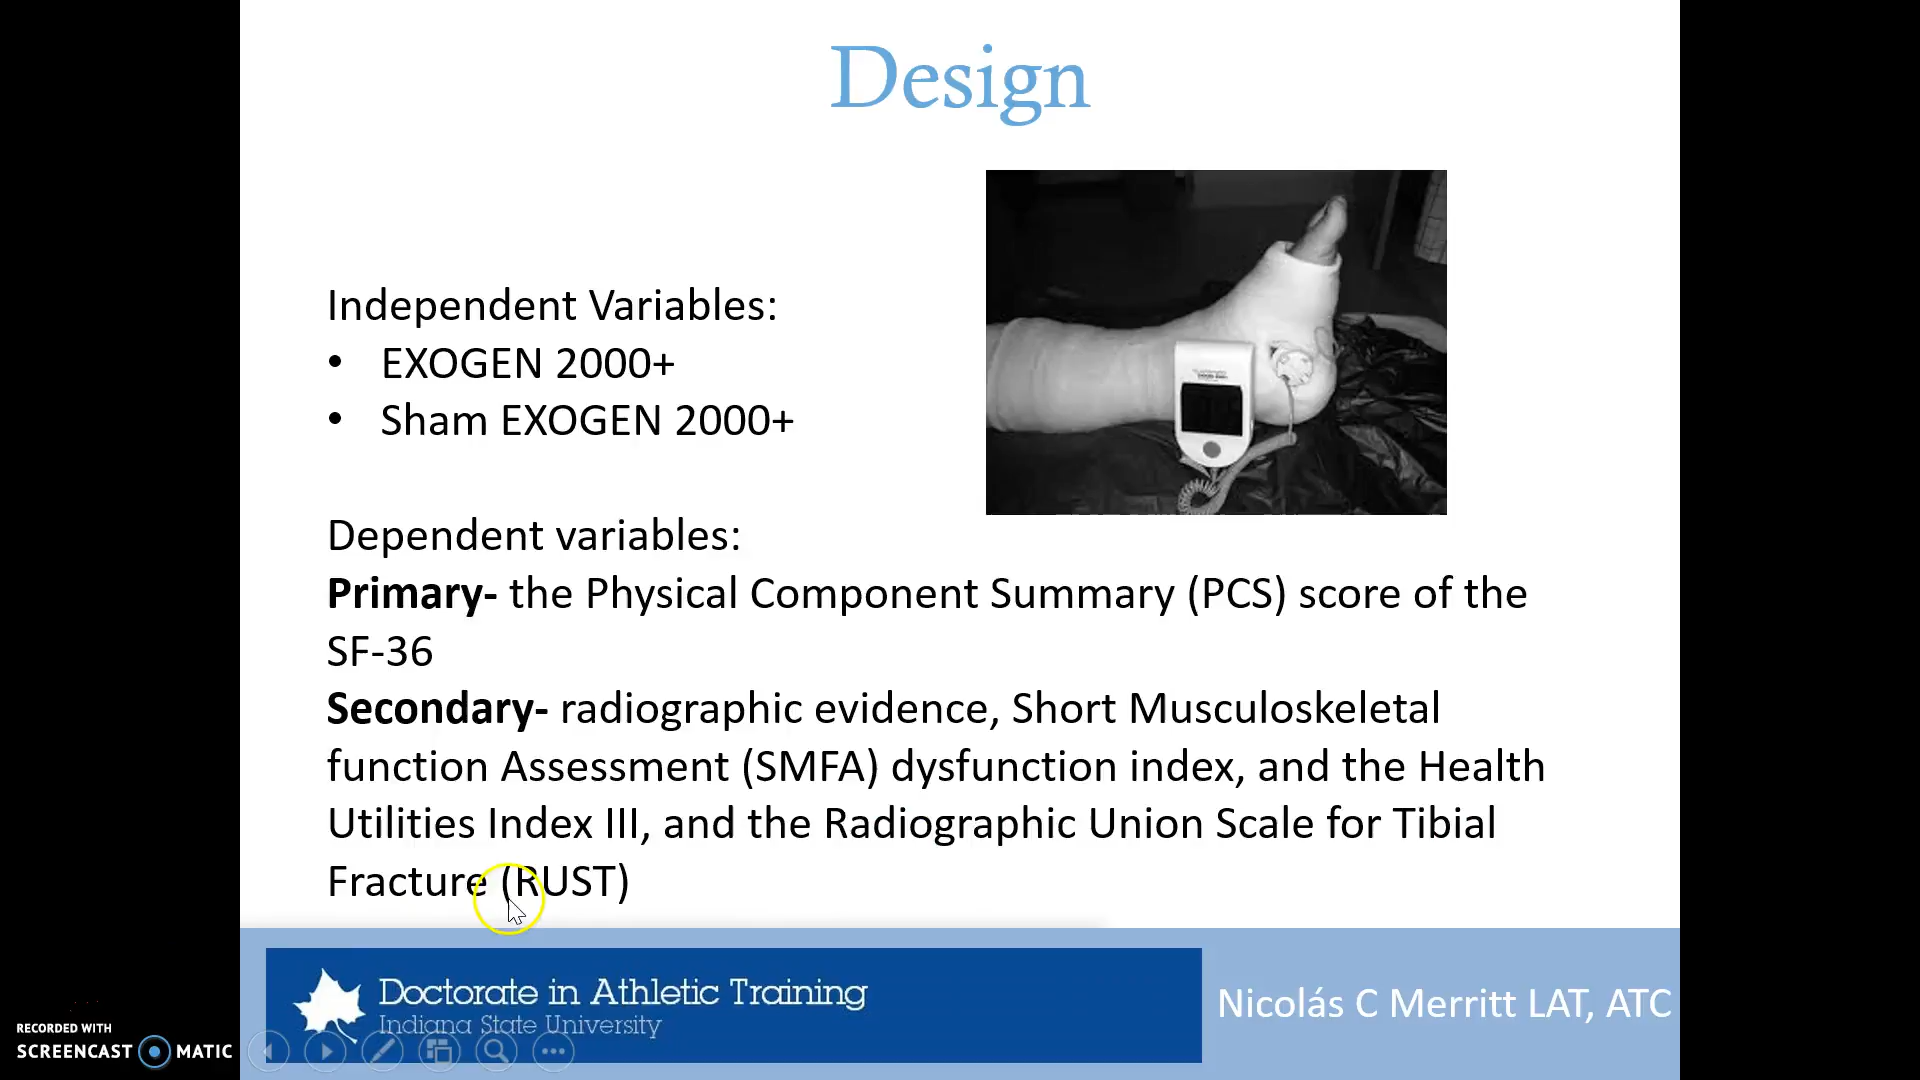 Design
Independent Variables:
• EXOGEN 2000+
• Sham EXOGEN 2000+
Dependent variables:
Primary- the Physical Component Summary (PCS) score of the
SF-36
Secondary- radiographic evidence, Short Musculoskeletal
function Assessment (SMFA) dysfunction index, and the Health
Utilities Index III, and the Radiographic Union Scale for Tibial
Fracture (RUST)
Doctorate in Athletic Training
Indiana State University
Nicolás C Merritt LAT, ATC
RECORDED WITH
SCREENCAST MATIC